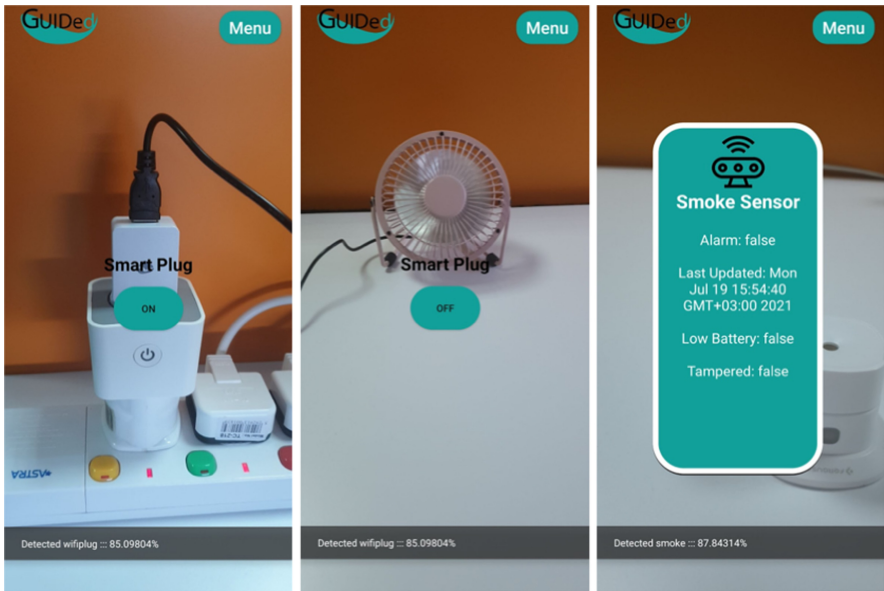 GUIDed
Menu
Smart Plug
ON
ASTRA
TC-219
Detected wifiplug ::: 85.09804%
GUIDed
Menu
Smart Plug
OFF
Detected wifiplug ::: 85.09804%
GUIDed
Menu
Smoke Sensor
Alarm: false
Last Updated: Mon
Jul 19 15:54:40
GMT+03:00 2021
Low Battery: false
Tampered: false
Detected smoke ::: 87.84314%